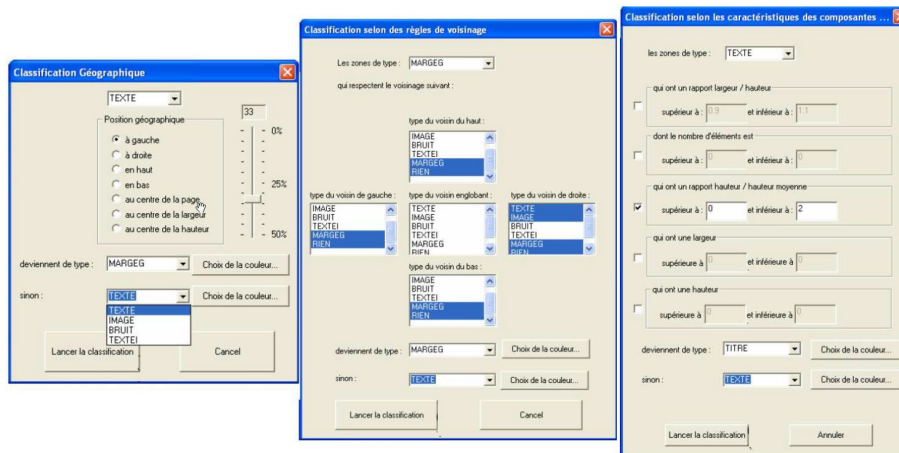 Classification Géographique
TEXTE
33
Position géographique
à gauche
à droite
en haut
en bas
au centre de la page
au centre de la largeur
au centre de la hauteur
0%
25%
50%
deviennent de type :
MARGEG
Choix de la couleur...
sinon :
TEXTE
Choix de la couleur...
TEXTE
IMAGE
BRUIT
TEXTEI
Lancer la classification
Cancel
Classification selon des règles de voisinage
Les zones de type :
MARGEG
qui respectent le voisinage suivant :
type du voisin du haut :
IMAGE
BRUIT
TEXTEI
MARGEG
RIEN
type du voisin de gauche :
IMAGE
BRUIT
TEXTEI
MARGEG
RIEN
type du voisin englobant :
TEXTE
IMAGE
BRUIT
TEXTEI
MARGEG
RIEN
type du voisin de droite :
TEXTE
IMAGE
BRUIT
TEXTEI
MARGEG
RIEN
type du voisin du bas :
IMAGE
BRUIT
TEXTEI
MARGEG
RIEN
deviennent de type :
MARGEG
Choix de la couleur...
sinon :
TEXTE
Choix de la couleur...
Lancer la classification
Cancel
Classification selon les caractéristiques des composantes ...
les zones de type :
TEXTE
qui ont un rapport largeur / hauteur
supérieur à : 0.9 et inférieur à : 1.1
dont le nombre d'éléments est
supérieur à : 0 et inférieur à : 0
qui ont un rapport hauteur / hauteur moyenne
supérieur à : 0 et inférieur à : 2
qui ont une largeur
supérieure à 0 et inférieure à 0
qui ont une hauteur
supérieure à 0 et inférieure à 0
deviennent de type :
TITRE
Choix de la couleur...
sinon :
TEXTE
Choix de la couleur...
Lancer la classification
Annuler